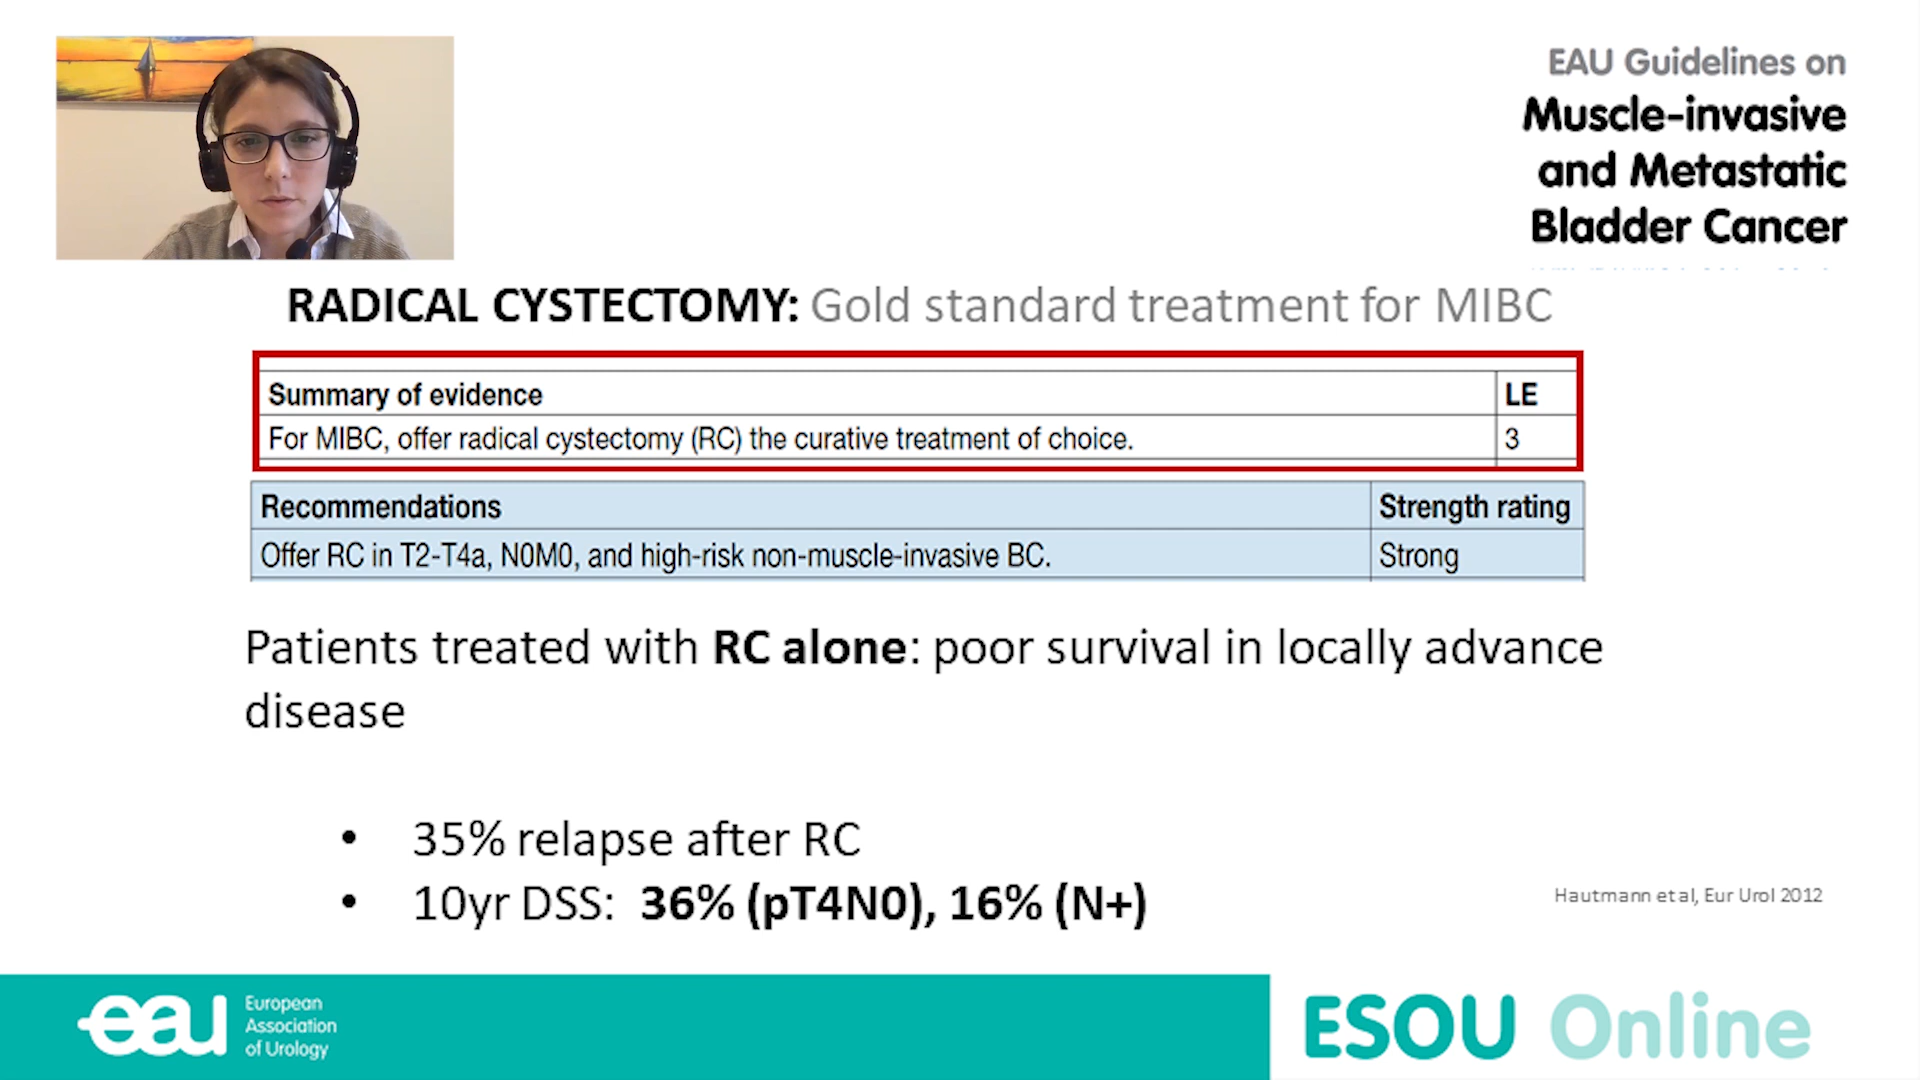 EAU Guidelines on
Muscle-invasive
and Metastatic
Bladder Cancer
RADICAL CYSTECTOMY: Gold standard treatment for MIBC
Summary of evidence LE
For MIBC, offer radical cystectomy (RC) the curative treatment of choice. 3
Recommendations Strength rating
Offer RC in T2-T4a, N0M0, and high-risk non-muscle-invasive BC. Strong
Patients treated with RC alone: poor survival in locally advance
disease
• 35% relapse after RC
• 10yr DSS: 36% (pT4N0), 16% (N+)
Hautmann et al, Eur Urol 2012
eau
European
Association
of Urology
ESOU Online